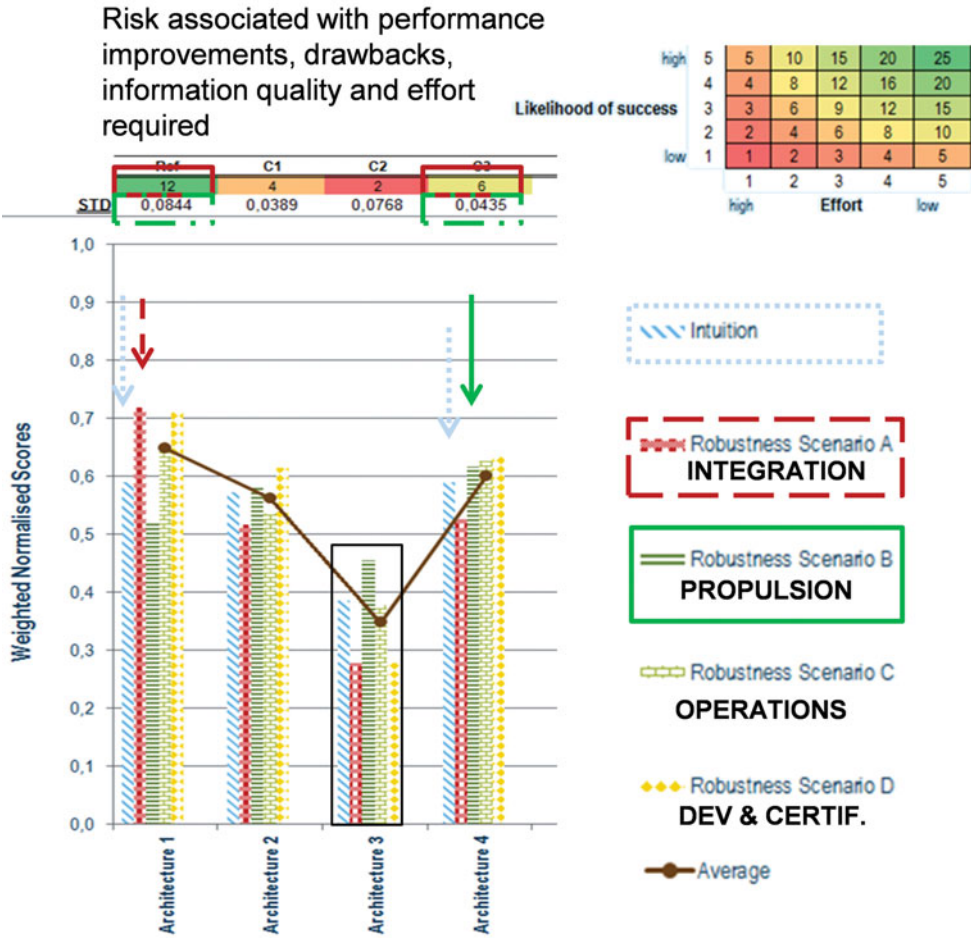 Risk associated with performance
improvements, drawbacks,
information quality and effort
required
high 5 5 10 15 20 25
4 4 8 12 16 20
Likelihood of success 3 3 6 9 12 15
2 2 4 6 8 10
low 1 1 2 3 4 5
1 2 3 4 5
high Effort low
Ref C1 C2 C3
12 4 2 6
STD 0,0844 0,0389 0,0768 0,0435
Weighted Normalised Scores
1,0
0,9
0,8
0,7
0,6
0,5
0,4
0,3
0,2
0,1
0,0
Architecture 1
Architecture 2
Architecture 3
Architecture 4
Intuition
Robustness Scenario A
INTEGRATION
Robustness Scenario B
PROPULSION
Robustness Scenario C
OPERATIONS
Robustness Scenario D
DEV & CERTIF.
Average